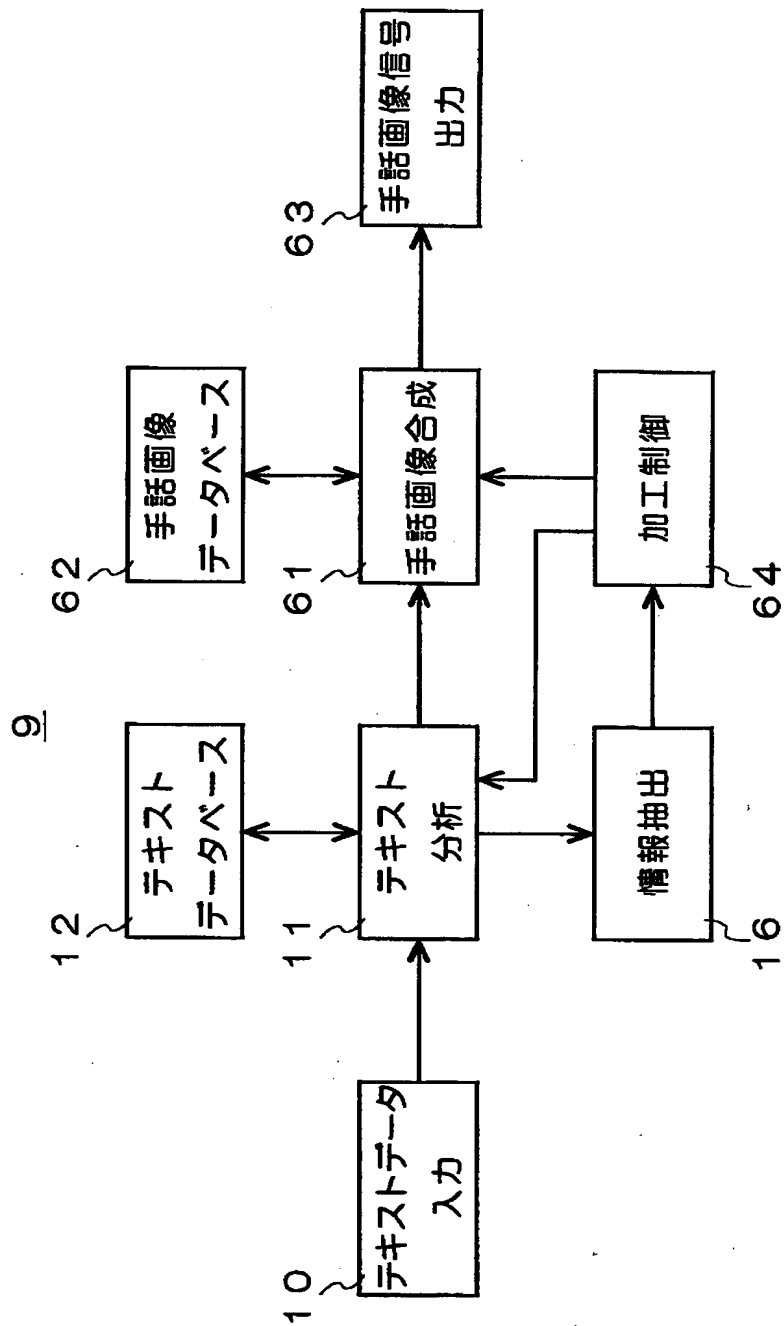 9
12
テキスト
データベース
62
手話画像
データベース
10
テキストデータ
入力
11
テキスト
分析
61
手話画像合成
63
手話画像信号
出力
16
情報抽出
64
加工制御